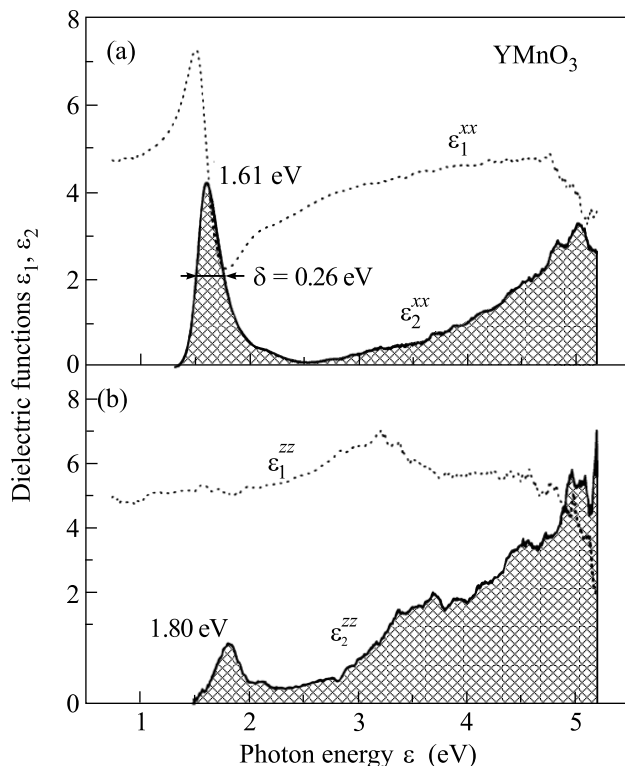 8
(a)
YMnO₃
6
ε₁ˣˣ
1.61 eV
4
2
δ = 0.26 eV
ε₂ˣˣ
0
8
(b)
ε₁ᶻᶻ
6
4
2
1.80 eV
ε₂ᶻᶻ
0
1 2 3 4 5
Photon energy ε (eV)
Dielectric functions ε₁, ε₂